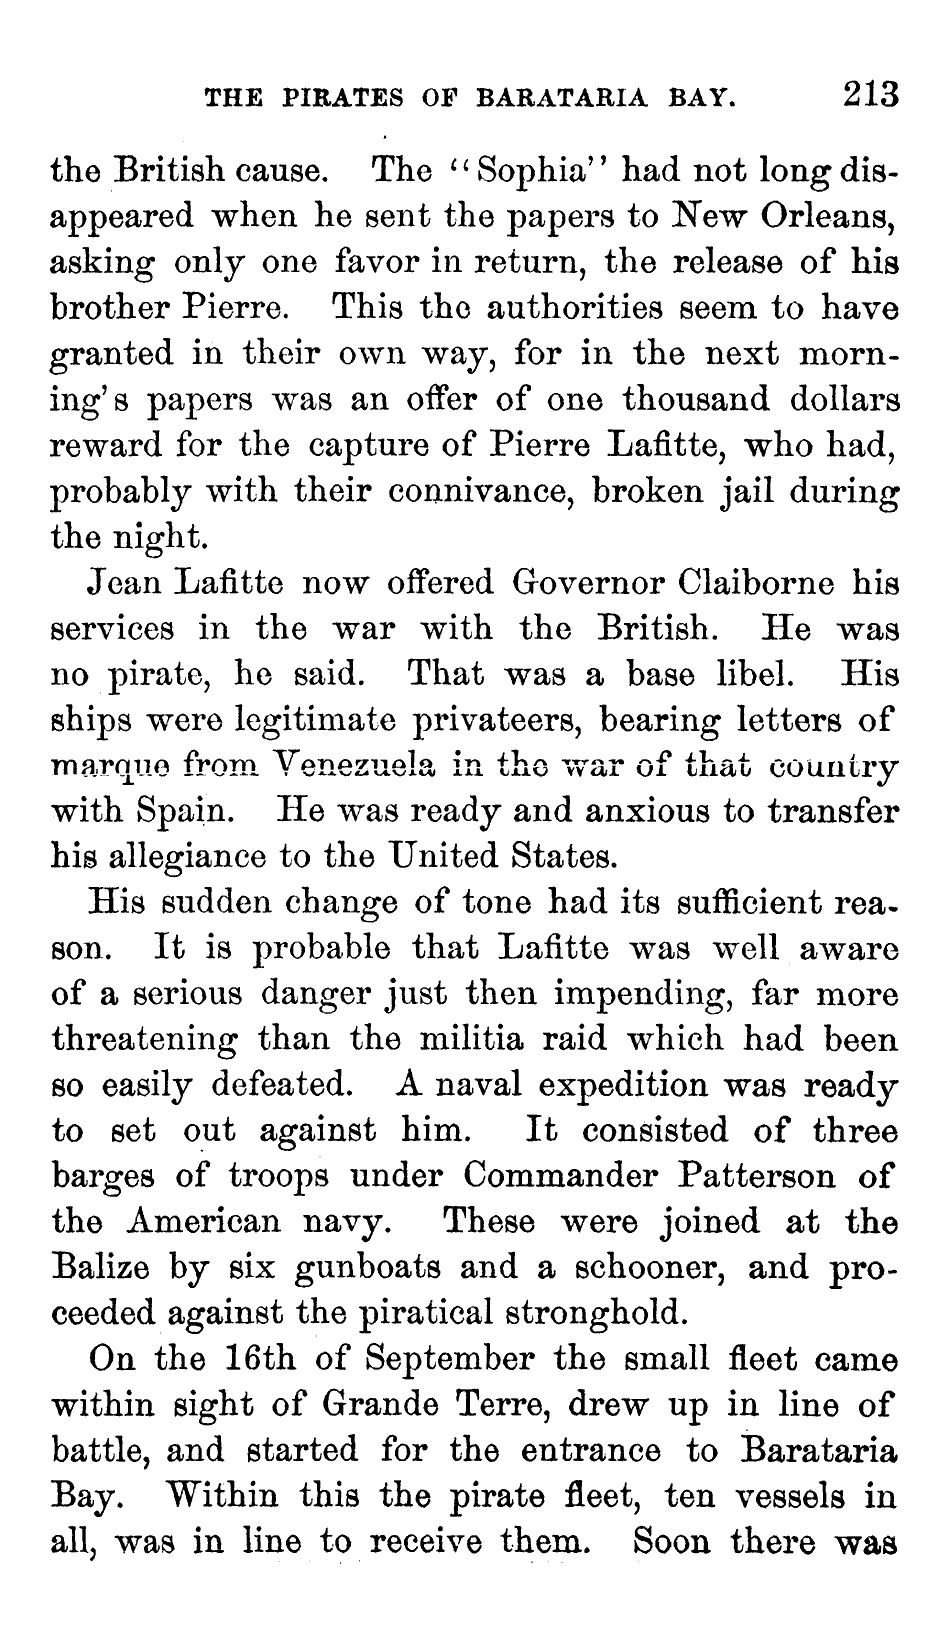 THE PIRATES OF BARATARIA BAY. 213
the British cause. The "Sophia" had not long dis-
appeared when he sent the papers to New Orleans,
asking only one favor in return, the release of his
brother Pierre. This the authorities seem to have
granted in their own way, for in the next morn-
ing's papers was an offer of one thousand dollars
reward for the capture of Pierre Lafitte, who had,
probably with their connivance, broken jail during
the night.
Jean Lafitte now offered Governor Claiborne his
services in the war with the British. He was
no pirate, he said. That was a base libel. His
ships were legitimate privateers, bearing letters of
marque from Venezuela in the war of that country
with Spain. He was ready and anxious to transfer
his allegiance to the United States.
His sudden change of tone had its sufficient rea-
son. It is probable that Lafitte was well aware
of a serious danger just then impending, far more
threatening than the militia raid which had been
so easily defeated. A naval expedition was ready
to set out against him. It consisted of three
barges of troops under Commander Patterson of
the American navy. These were joined at the
Balize by six gunboats and a schooner, and pro-
ceeded against the piratical stronghold.
On the 16th of September the small fleet came
within sight of Grande Terre, drew up in line of
battle, and started for the entrance to Barataria
Bay. Within this the pirate fleet, ten vessels in
all, was in line to receive them. Soon there was